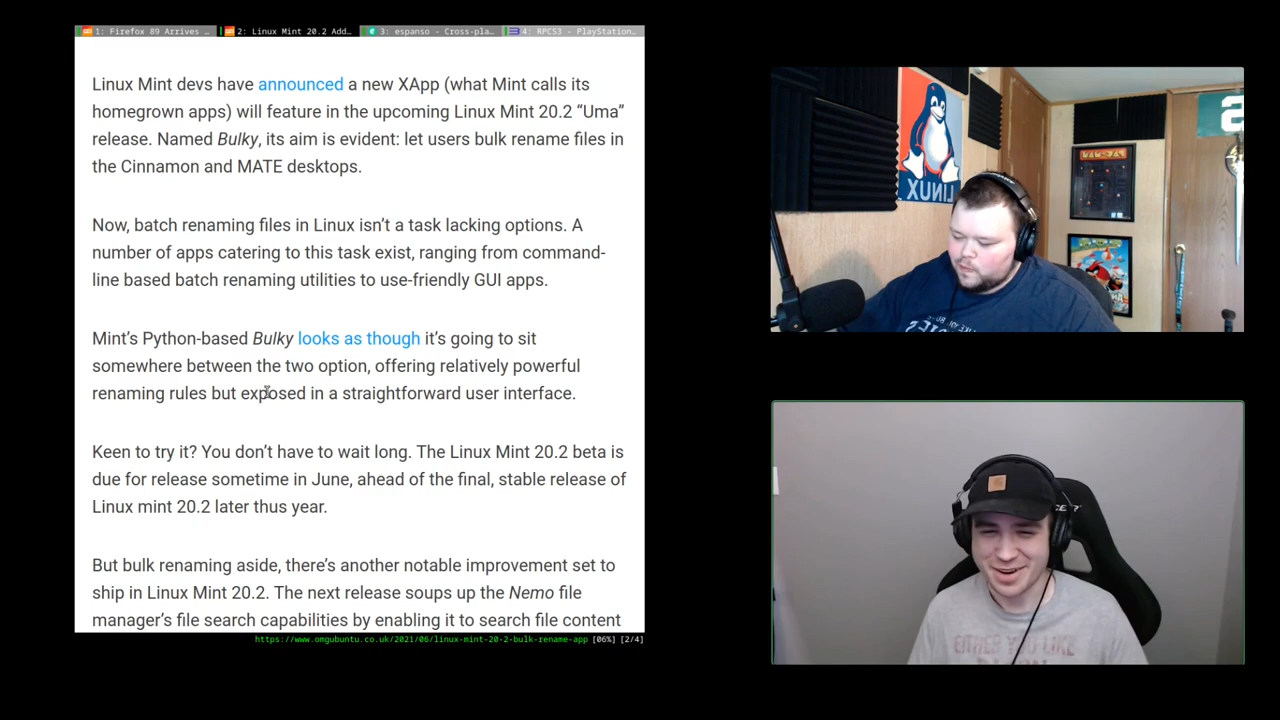 1: Firefox 89 Arrives …
2: Linux Mint 20.2 Add…
3: espanso - Cross-pla…
4: RPCS3 - PlayStation…
Linux Mint devs have announced a new XApp (what Mint calls its
homegrown apps) will feature in the upcoming Linux Mint 20.2 “Uma”
release. Named Bulky, its aim is evident: let users bulk rename files in
the Cinnamon and MATE desktops.
Now, batch renaming files in Linux isn’t a task lacking options. A
number of apps catering to this task exist, ranging from command-
line based batch renaming utilities to use-friendly GUI apps.
Mint’s Python-based Bulky looks as though it’s going to sit
somewhere between the two option, offering relatively powerful
renaming rules but exposed in a straightforward user interface.
Keen to try it? You don’t have to wait long. The Linux Mint 20.2 beta is
due for release sometime in June, ahead of the final, stable release of
Linux mint 20.2 later thus year.
But bulk renaming aside, there’s another notable improvement set to
ship in Linux Mint 20.2. The next release soups up the Nemo file
manager’s file search capabilities by enabling it to search file content
https://www.omgubuntu.co.uk/2021/06/linux-mint-20-2-bulk-rename-app [06%] [2/4]
LINUX
PAC-MAN
EITHER YOU LIKE